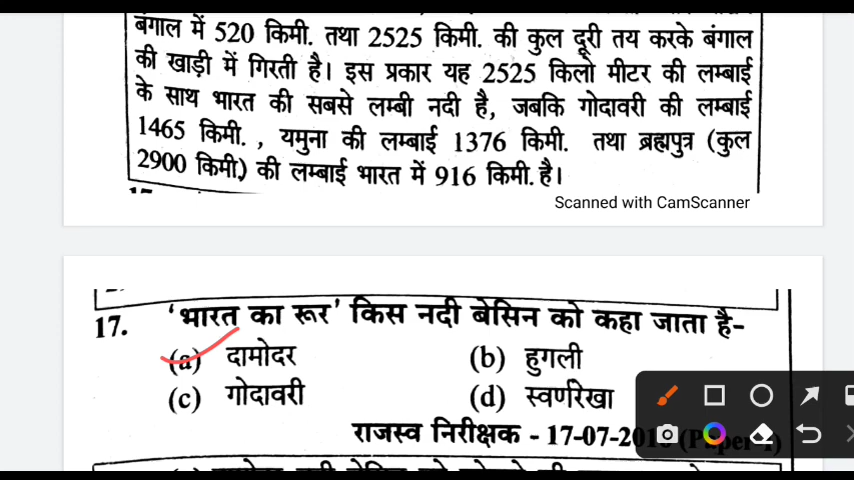 बंगाल में 520 किमी. तथा 2525 किमी. की कुल दूरी तय करके बंगाल
की खाड़ी में गिरती है। इस प्रकार यह 2525 किलो मीटर की लम्बाई
के साथ भारत की सबसे लम्बी नदी है, जबकि गोदावरी की लम्बाई
1465 किमी. , यमुना की लम्बाई 1376 किमी. तथा ब्रह्मपुत्र (कुल
2900 किमी) की लम्बाई भारत में 916 किमी. है।
Scanned with CamScanner
17. 'भारत का रूर' किस नदी बेसिन को कहा जाता है-
(a) दामोदर (b) हुगली
(c) गोदावरी (d) स्वर्णरेखा
राजस्व निरीक्षक - 17-07-201